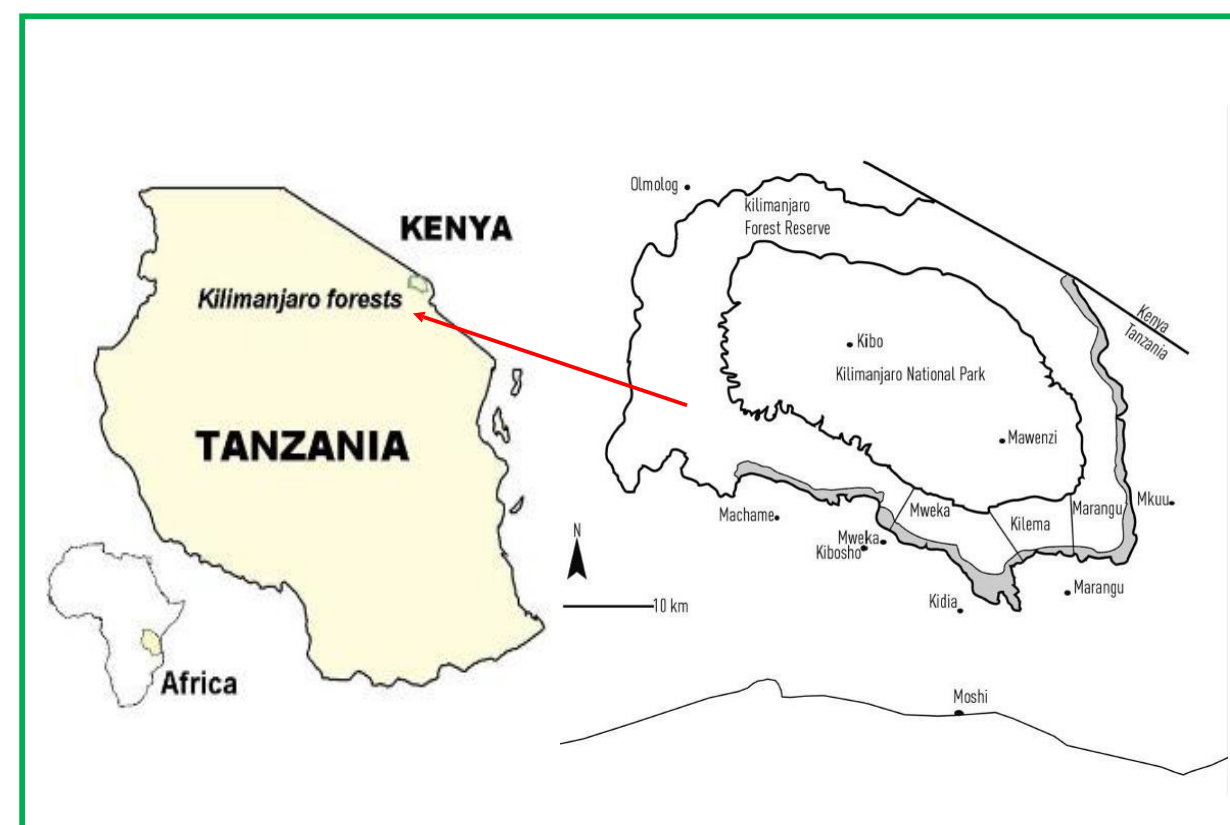 KENYA
Kilimanjaro forests
TANZANIA
Africa
Olmolog
kilimanjaro
Forest Reserve
Kenya
Tanzania
Kibo
Kilimanjaro National Park
Mawenzi
Mweka
Kilema
Marangu
Mkuu
Machame
Mweka
Kibosho
N
10 km
Kidia
Marangu
Moshi